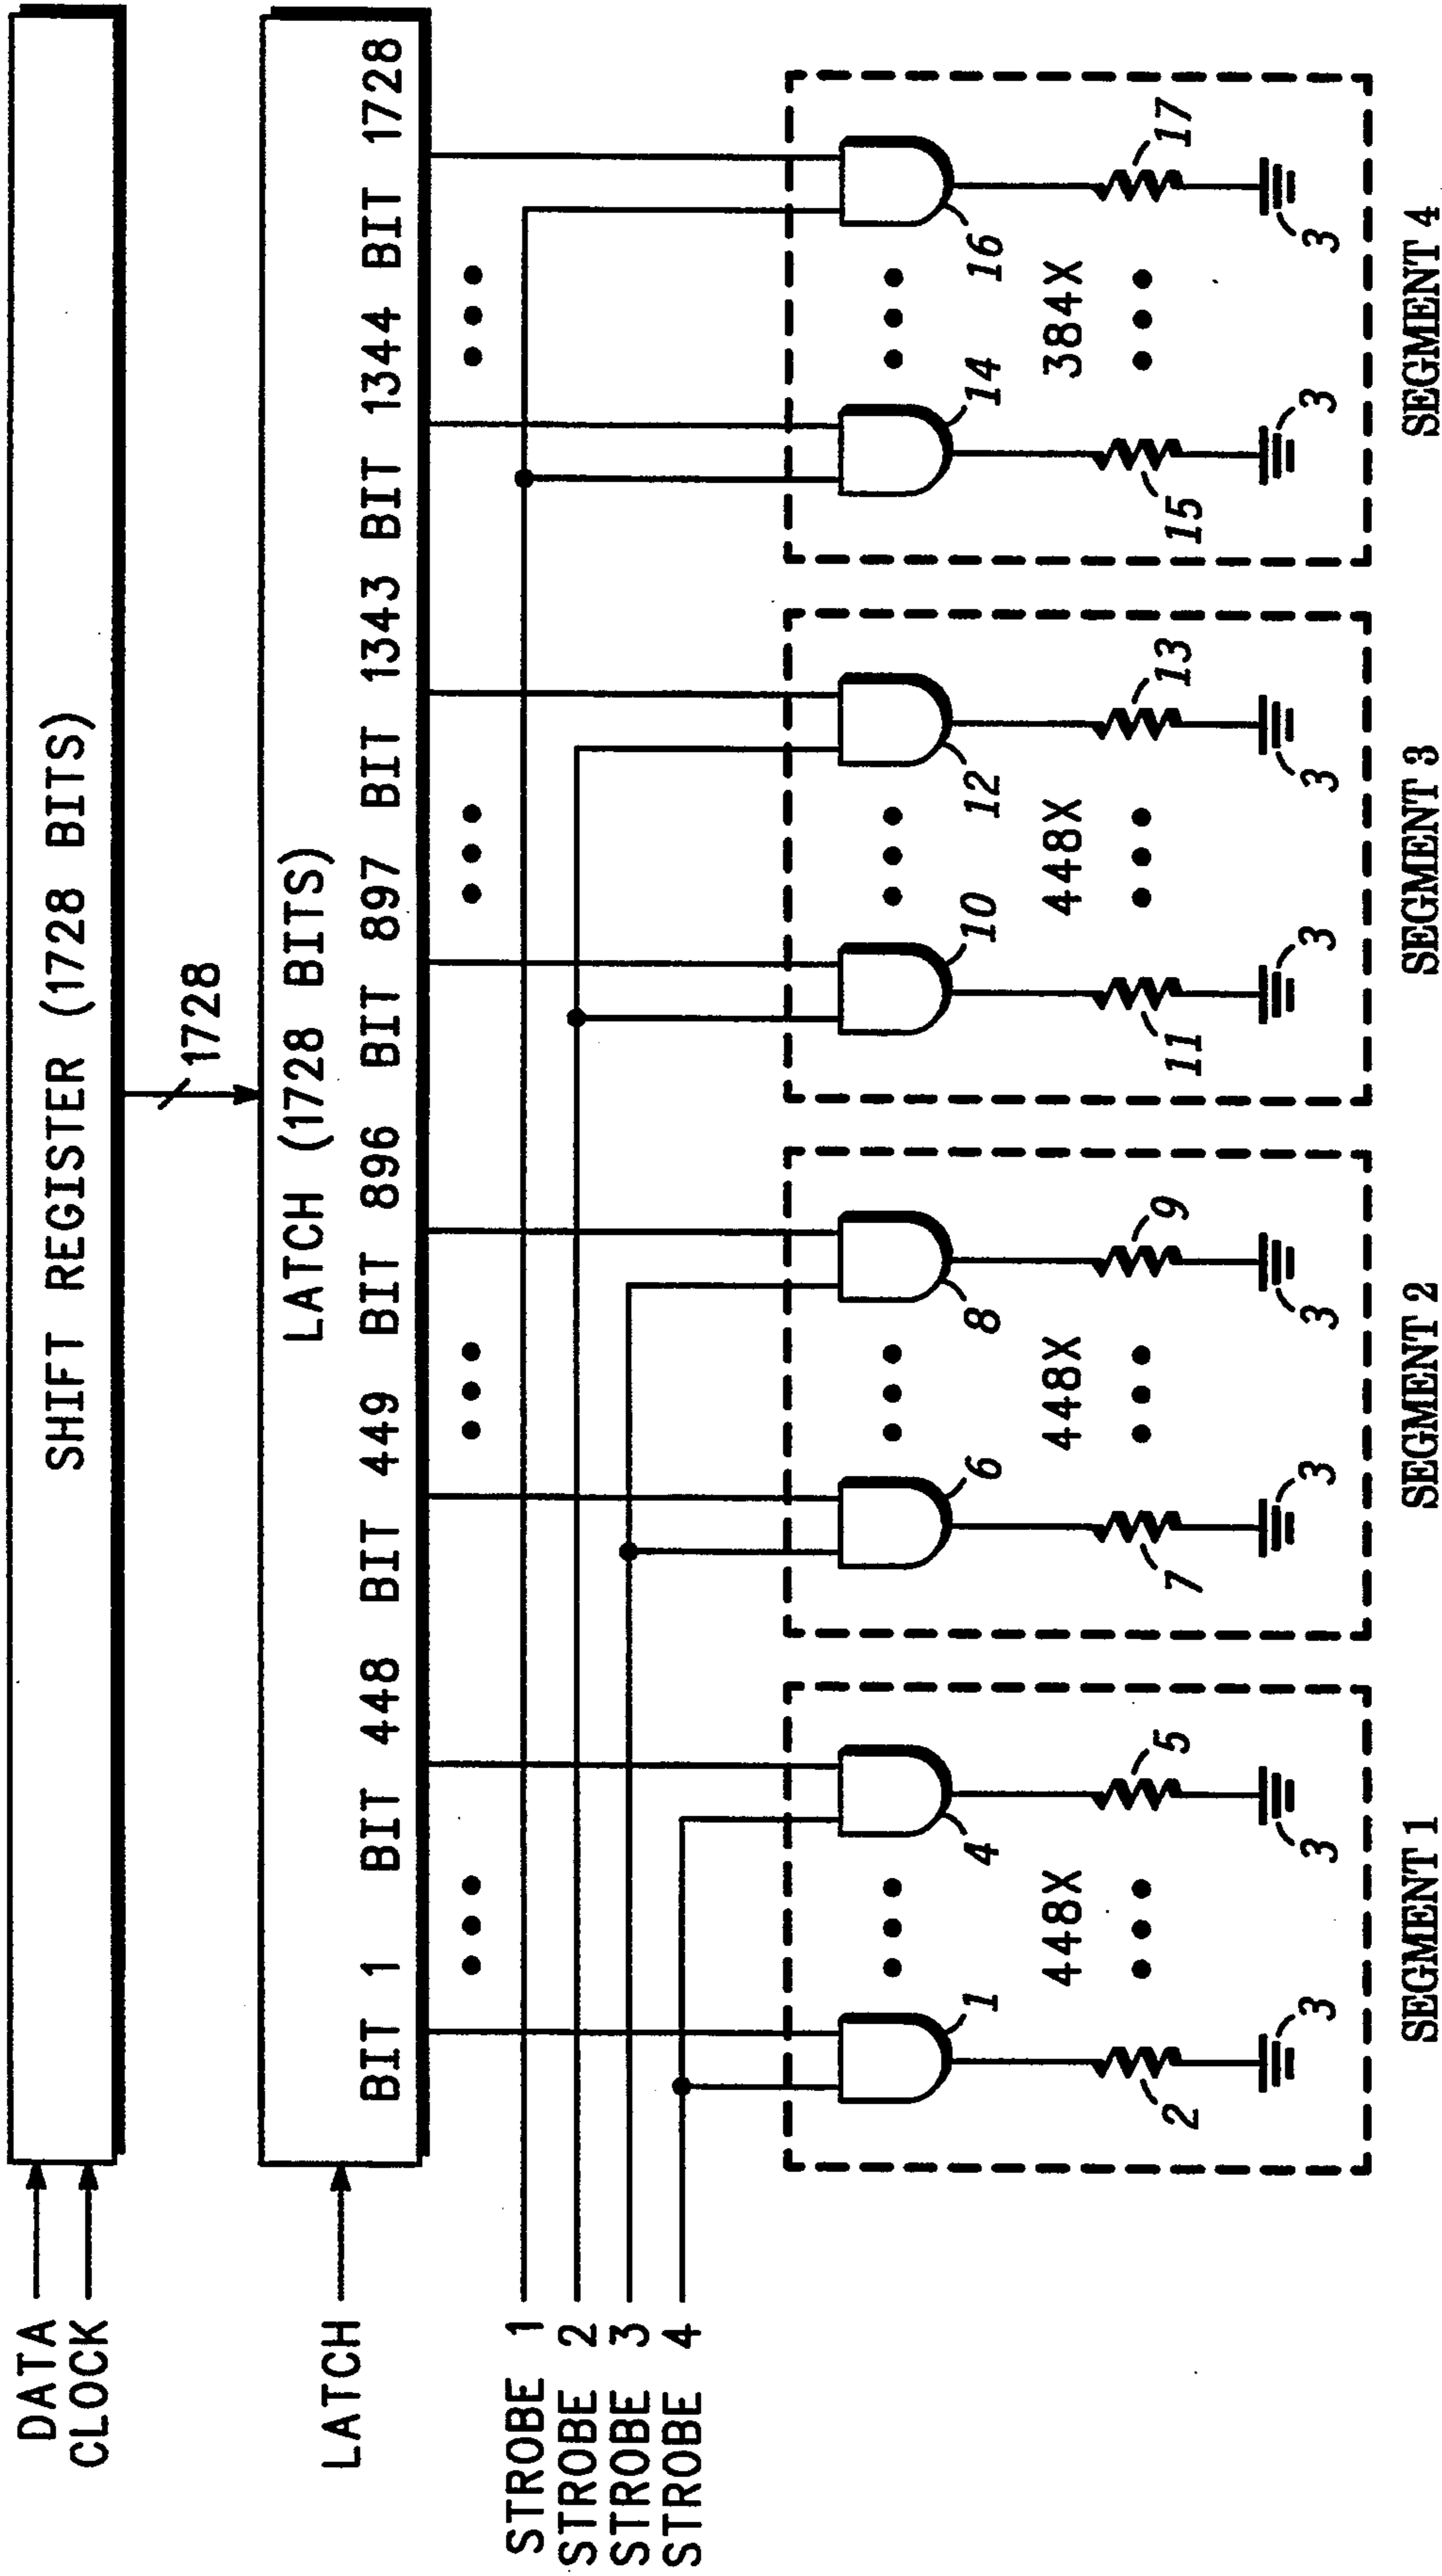 DATA
CLOCK
SHIFT REGISTER (1728 BITS)
1728
LATCH
LATCH (1728 BITS)
BIT 1 BIT 448 BIT 449 BIT 896 BIT 897 BIT 1343 BIT 1344 BIT 1728
STROBE 1
STROBE 2
STROBE 3
STROBE 4
1 4 6 8 10 12 14 16
448X 448X 448X 384X
2 5 7 9 11 13 15 17
3 3 3 3 3 3 3 3
SEGMENT 1 SEGMENT 2 SEGMENT 3 SEGMENT 4